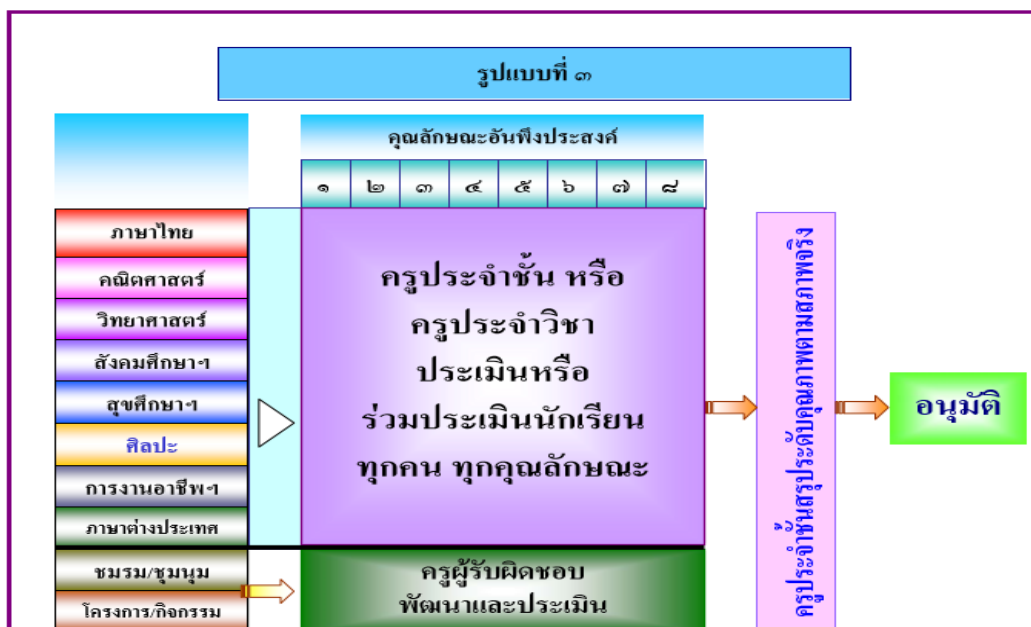 รูปแบบที่ ๓
คุณลักษณะอันพึงประสงค์
๑ ๒ ๓ ๔ ๕ ๖ ๗ ๘
ภาษาไทย
คณิตศาสตร์
วิทยาศาสตร์
สังคมศึกษาฯ
สุขศึกษาฯ
ศิลปะ
การงานอาชีพฯ
ภาษาต่างประเทศ
ชมรม/ชุมนุม
โครงการ/กิจกรรม
ครูประจำชั้น หรือ
ครูประจำวิชา
ประเมินหรือ
ร่วมประเมินนักเรียน
ทุกคน ทุกคุณลักษณะ
ครูผู้รับผิดชอบ
พัฒนาและประเมิน
ครูประจำชั้นสรุประดับคุณภาพตามสภาพจริง
อนุมัติ